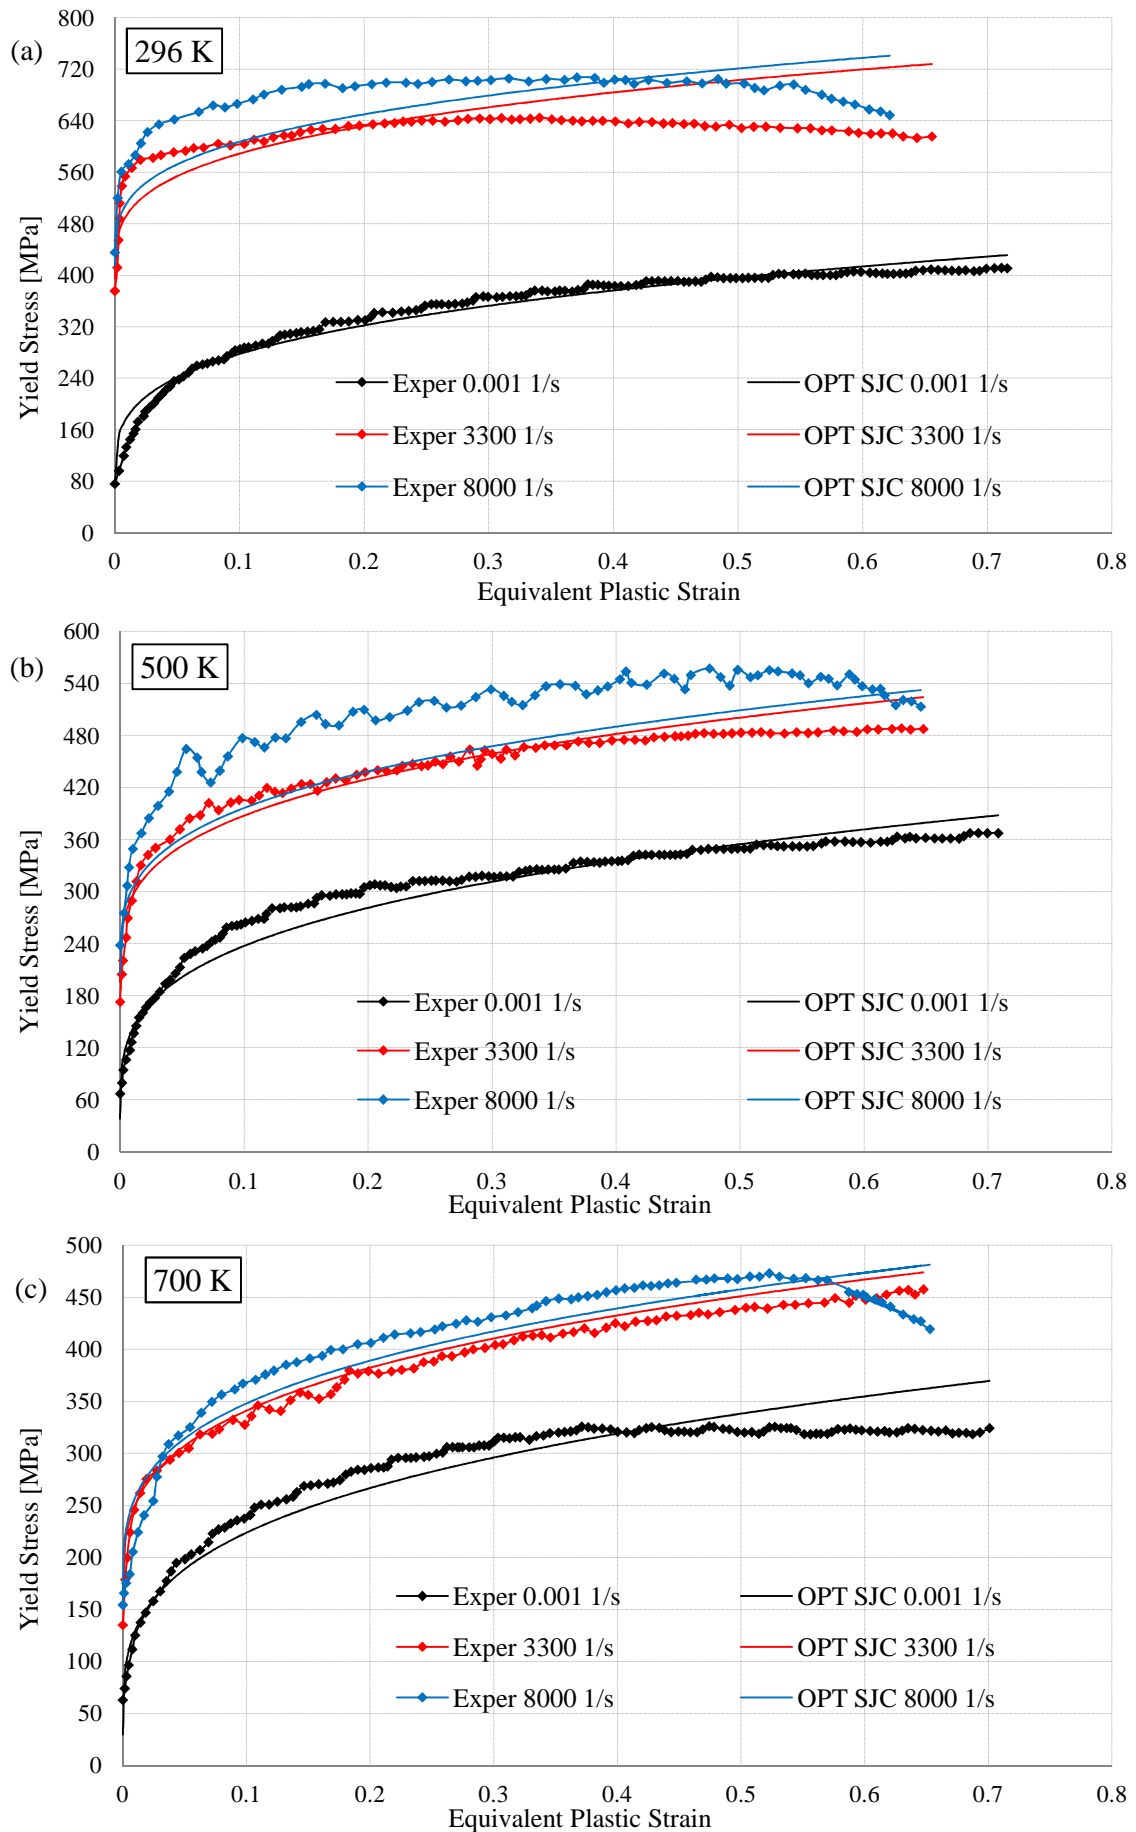 (a)
296 K
Yield Stress [MPa]
800
720
640
560
480
400
320
240
160
80
0
Exper 0.001 1/s
OPT SJC 0.001 1/s
Exper 3300 1/s
OPT SJC 3300 1/s
Exper 8000 1/s
OPT SJC 8000 1/s
0 0.1 0.2 0.3 0.4 0.5 0.6 0.7 0.8
Equivalent Plastic Strain
(b)
500 K
Yield Stress [MPa]
600
540
480
420
360
300
240
180
120
60
0
Exper 0.001 1/s
OPT SJC 0.001 1/s
Exper 3300 1/s
OPT SJC 3300 1/s
Exper 8000 1/s
OPT SJC 8000 1/s
0 0.1 0.2 0.3 0.4 0.5 0.6 0.7 0.8
Equivalent Plastic Strain
(c)
700 K
Yield Stress [MPa]
500
450
400
350
300
250
200
150
100
50
0
Exper 0.001 1/s
OPT SJC 0.001 1/s
Exper 3300 1/s
OPT SJC 3300 1/s
Exper 8000 1/s
OPT SJC 8000 1/s
0 0.1 0.2 0.3 0.4 0.5 0.6 0.7 0.8
Equivalent Plastic Strain